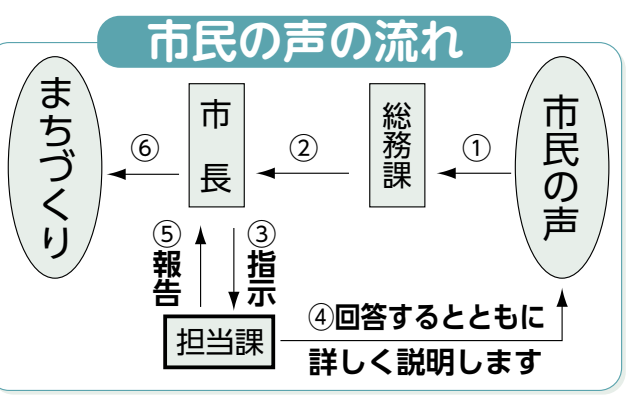 市民の声の流れ
市民の声
①
総務課
②
市長
③
指示
担当課
④回答するとともに
詳しく説明します
⑤
報告
⑥
まちづくり